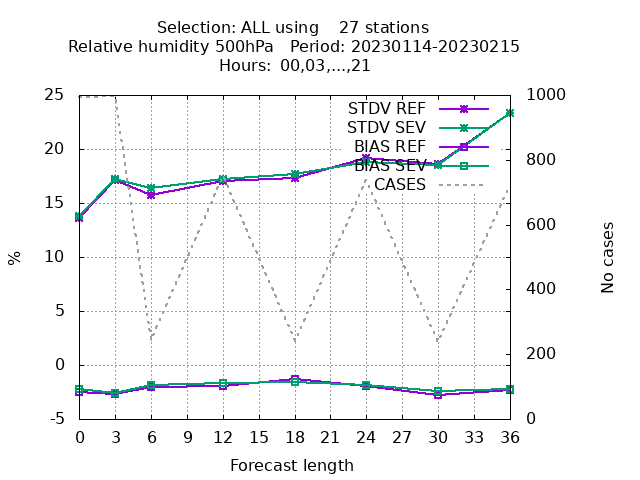 Selection: ALL using    27 stations
Relative humidity 500hPa   Period: 20230114-20230215
Hours:  00,03,...,21
STDV REF
STDV SEV
BIAS REF
BIAS SEV
CASES
25
20
15
10
5
0
-5
%
1000
800
600
400
200
0
No cases
0 3 6 9 12 15 18 21 24 27 30 33 36
Forecast length